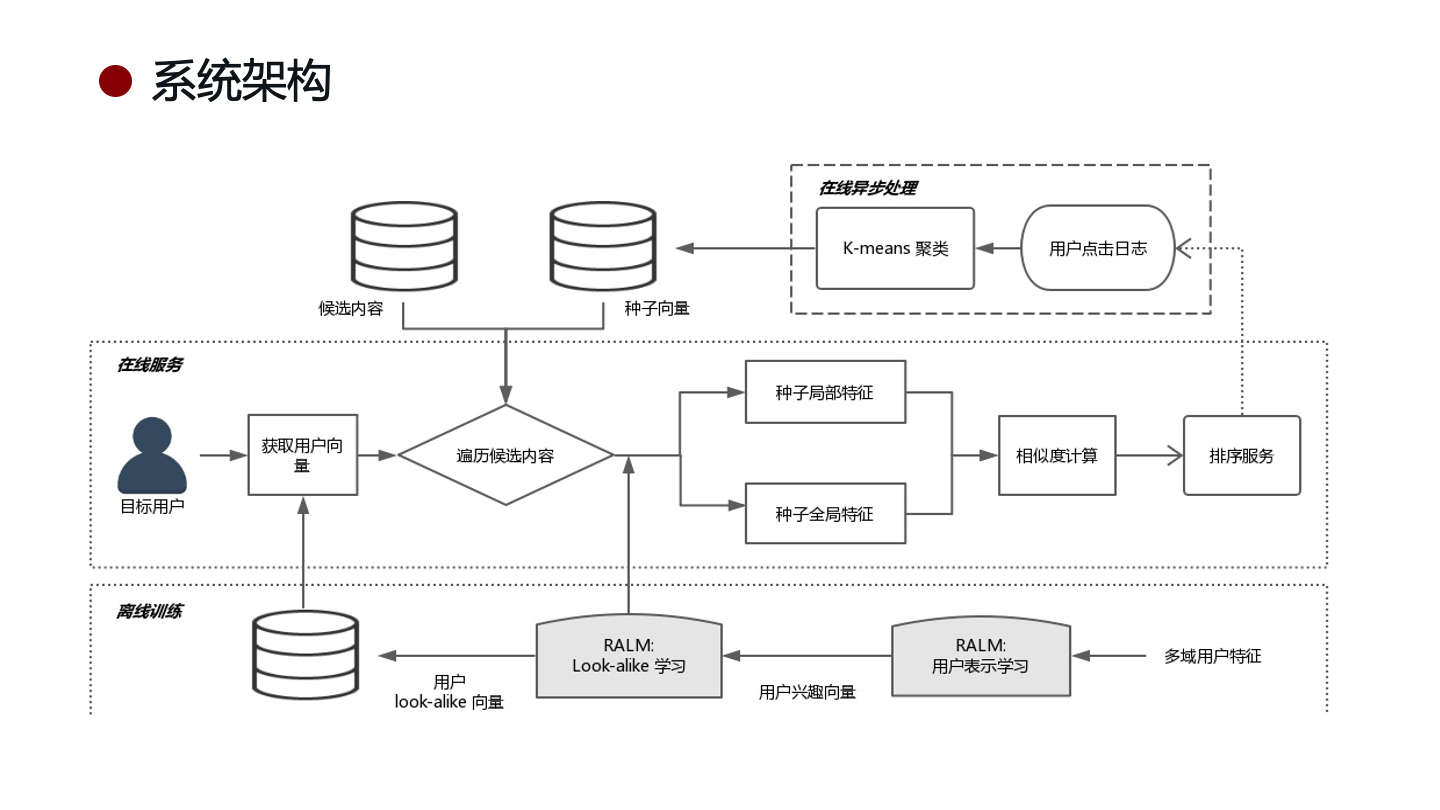 系统架构
在线异步处理
K-means 聚类
用户点击日志
候选内容
种子向量
在线服务
目标用户
获取用户向
量
遍历候选内容
种子局部特征
种子全局特征
相似度计算
排序服务
离线训练
用户
look-alike 向量
RALM:
Look-alike 学习
用户兴趣向量
RALM:
用户表示学习
多域用户特征